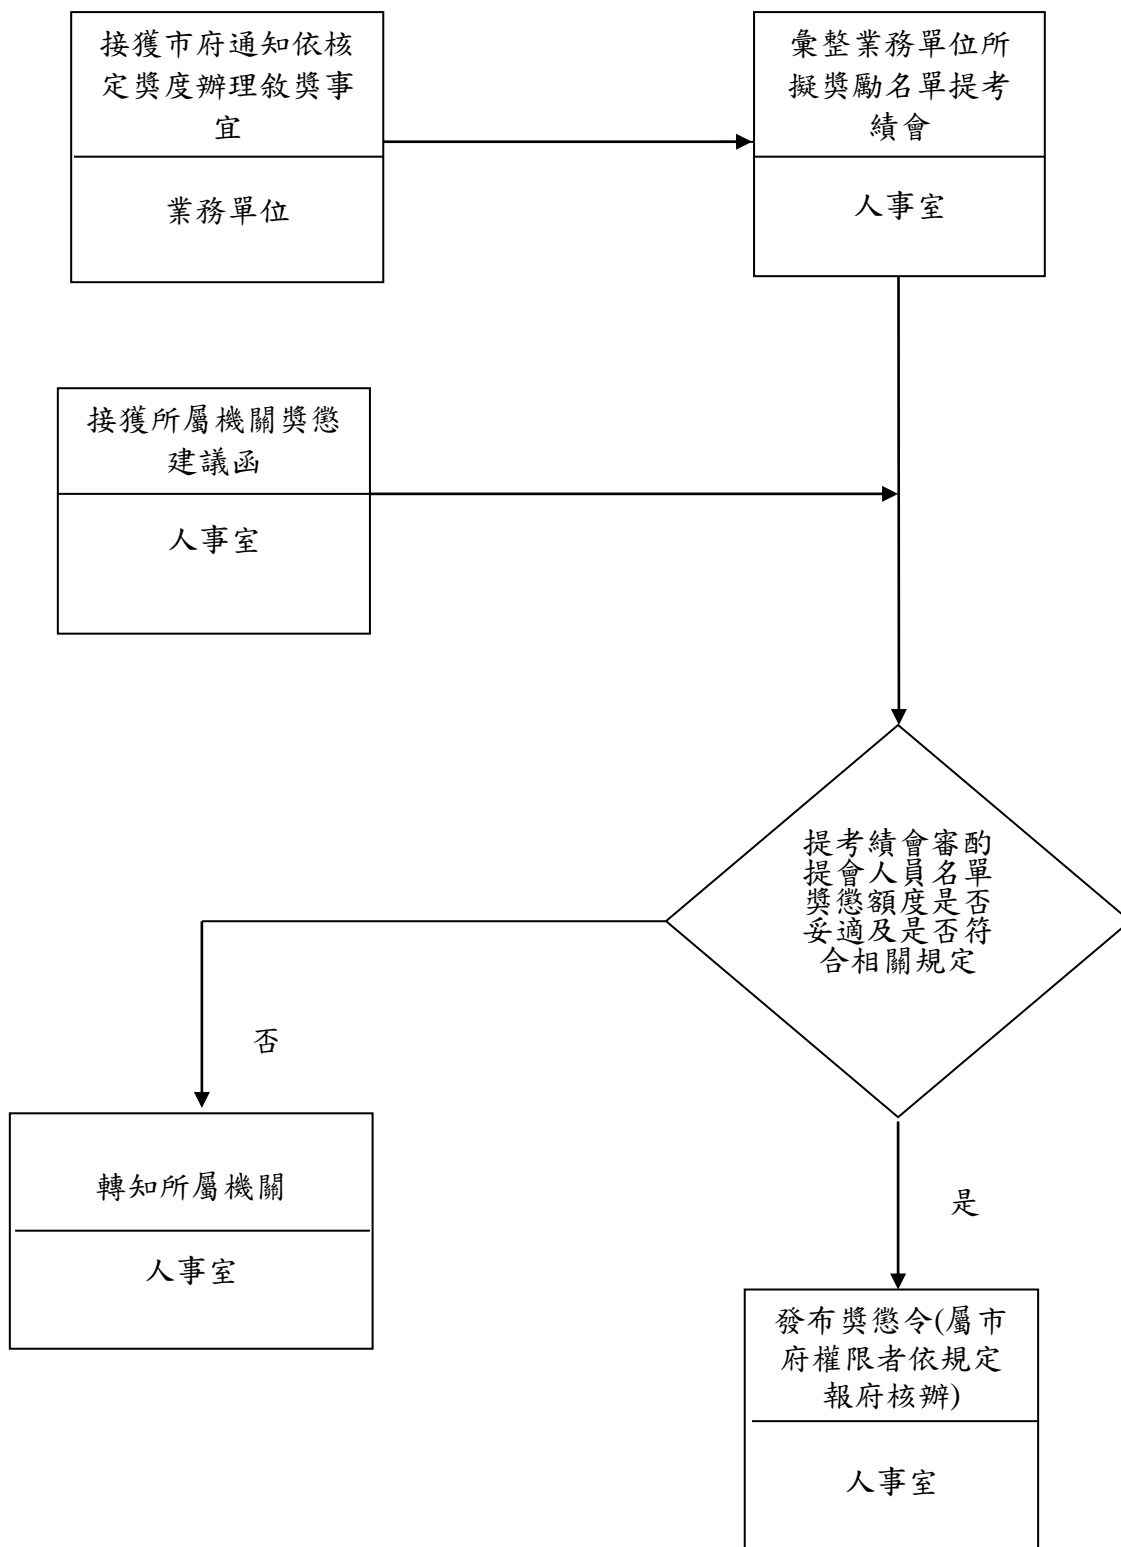 接獲市府通知依核
定獎度辦理敘獎事
宜
業務單位
彙整業務單位所
擬獎勵名單提考
績會
人事室
接獲所屬機關獎懲
建議函
人事室
提考績會審酌
提會人員名單
獎懲額度是否
妥適及是否符
合相關規定
否
轉知所屬機關
人事室
是
發布獎懲令(屬市
府權限者依規定
報府核辦)
人事室